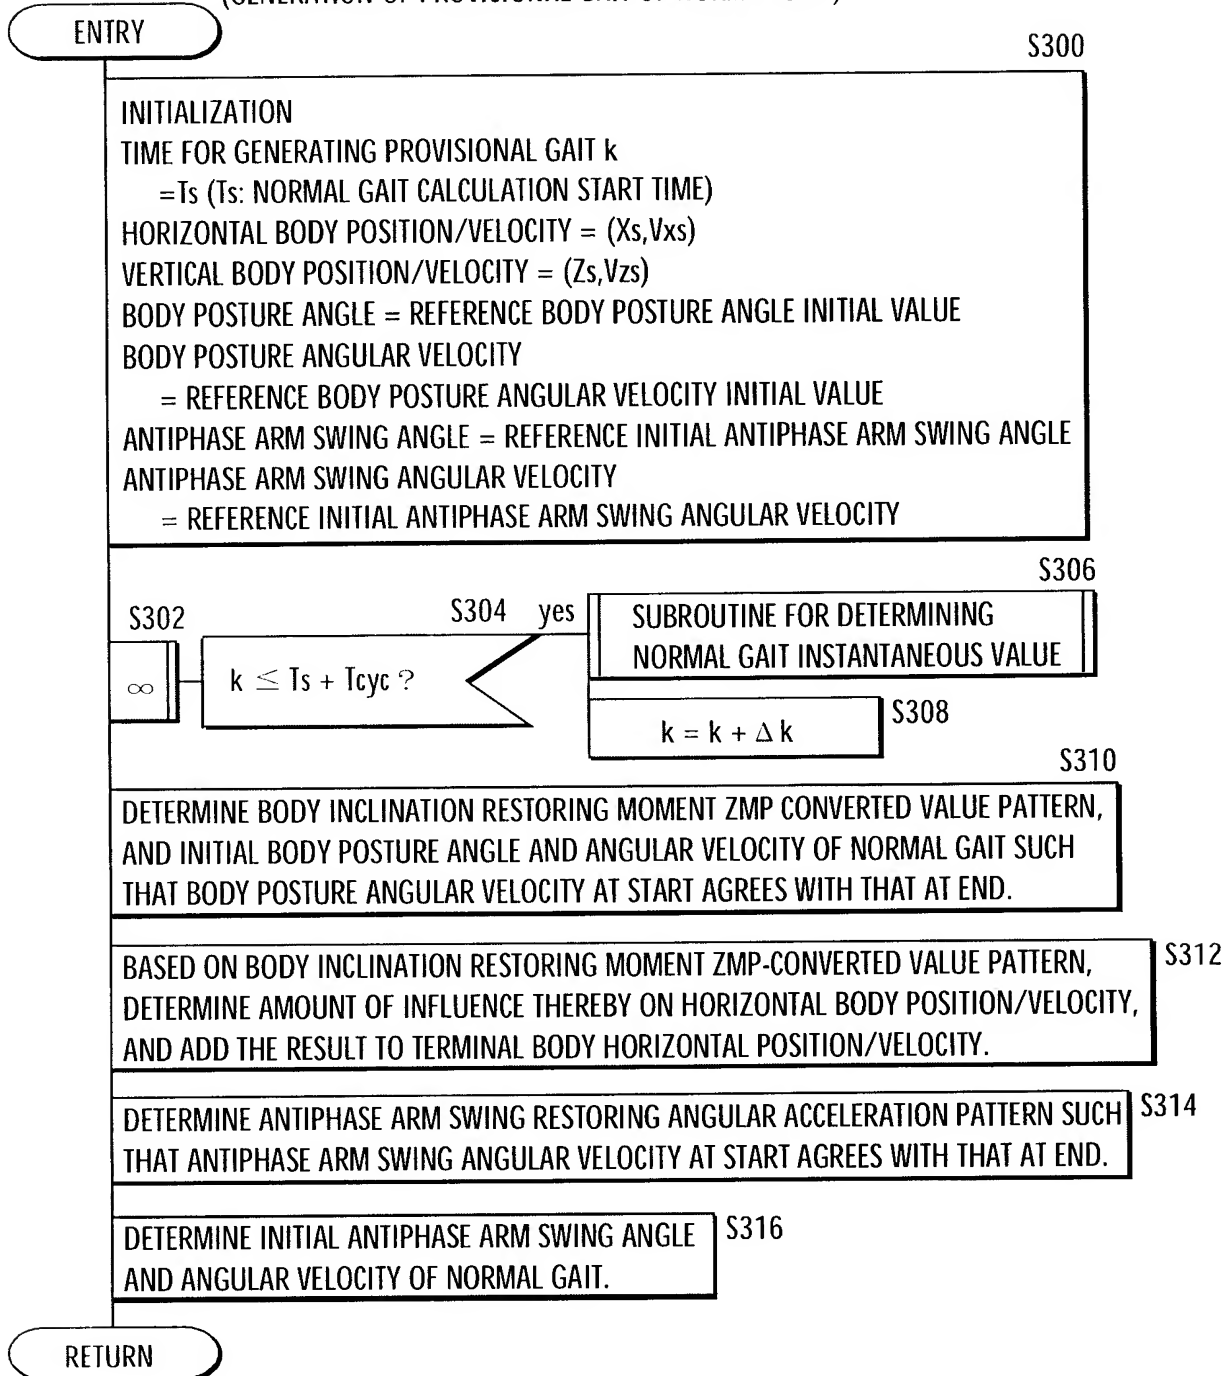 ENTRY
S300
INITIALIZATION
TIME FOR GENERATING PROVISIONAL GAIT k
=Ts (Ts: NORMAL GAIT CALCULATION START TIME)
HORIZONTAL BODY POSITION/VELOCITY = (Xs,Vxs)
VERTICAL BODY POSITION/VELOCITY = (Zs,Vzs)
BODY POSTURE ANGLE = REFERENCE BODY POSTURE ANGLE INITIAL VALUE
BODY POSTURE ANGULAR VELOCITY
= REFERENCE BODY POSTURE ANGULAR VELOCITY INITIAL VALUE
ANTIPHASE ARM SWING ANGLE = REFERENCE INITIAL ANTIPHASE ARM SWING ANGLE
ANTIPHASE ARM SWING ANGULAR VELOCITY
= REFERENCE INITIAL ANTIPHASE ARM SWING ANGULAR VELOCITY
S302
∞
S304
k ≤ Ts + Tcyc ?
yes
S306
SUBROUTINE FOR DETERMINING
NORMAL GAIT INSTANTANEOUS VALUE
k = k + Δ k
S308
S310
DETERMINE BODY INCLINATION RESTORING MOMENT ZMP CONVERTED VALUE PATTERN,
AND INITIAL BODY POSTURE ANGLE AND ANGULAR VELOCITY OF NORMAL GAIT SUCH
THAT BODY POSTURE ANGULAR VELOCITY AT START AGREES WITH THAT AT END.
S312
BASED ON BODY INCLINATION RESTORING MOMENT ZMP-CONVERTED VALUE PATTERN,
DETERMINE AMOUNT OF INFLUENCE THEREBY ON HORIZONTAL BODY POSITION/VELOCITY,
AND ADD THE RESULT TO TERMINAL BODY HORIZONTAL POSITION/VELOCITY.
S314
DETERMINE ANTIPHASE ARM SWING RESTORING ANGULAR ACCELERATION PATTERN SUCH
THAT ANTIPHASE ARM SWING ANGULAR VELOCITY AT START AGREES WITH THAT AT END.
S316
DETERMINE INITIAL ANTIPHASE ARM SWING ANGLE
AND ANGULAR VELOCITY OF NORMAL GAIT.
RETURN